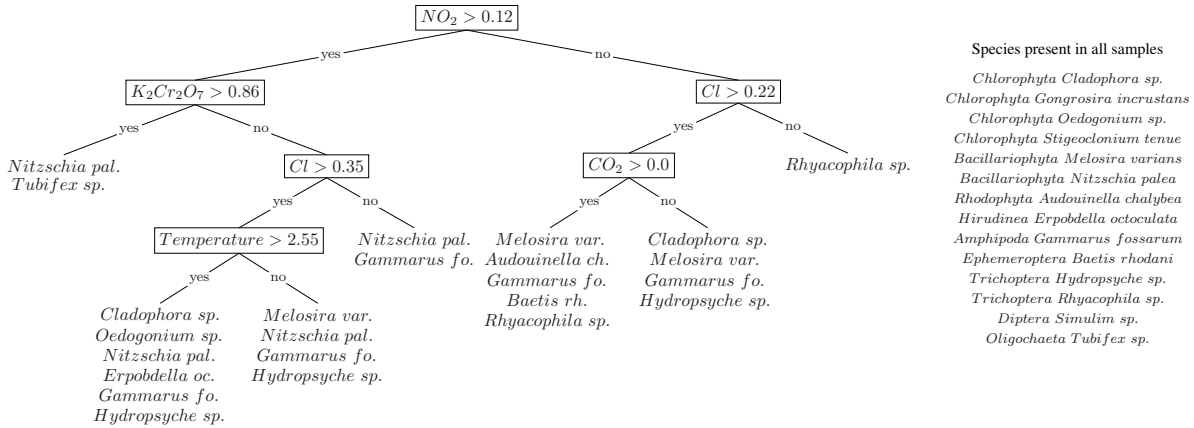 NO₂ > 0.12
yes
no
K₂Cr₂O₇ > 0.86
Cl > 0.22
yes
no
yes
no
Nitzschia pal.
Tubifex sp.
Cl > 0.35
CO₂ > 0.0
Rhyacophila sp.
yes
no
yes
no
Temperature > 2.55
Nitzschia pal.
Gammarus fo.
Melosira var.
Audouinella ch.
Gammarus fo.
Baetis rh.
Rhyacophila sp.
Cladophora sp.
Melosira var.
Gammarus fo.
Hydropsyche sp.
yes
no
Cladophora sp.
Oedogonium sp.
Nitzschia pal.
Erpobdella oc.
Gammarus fo.
Hydropsyche sp.
Melosira var.
Nitzschia pal.
Gammarus fo.
Hydropsyche sp.
Species present in all samples
Chlorophyta Cladophora sp.
Chlorophyta Gongrosira incrustans
Chlorophyta Oedogonium sp.
Chlorophyta Stigeoclonium tenue
Bacillariophyta Melosira varians
Bacillariophyta Nitzschia palea
Rhodophyta Audouinella chalybea
Hirudinea Erpobdella octoculata
Amphipoda Gammarus fossarum
Ephemeroptera Baetis rhodani
Trichoptera Hydropsyche sp.
Trichoptera Rhyacophila sp.
Diptera Simulim sp.
Oligochaeta Tubifex sp.